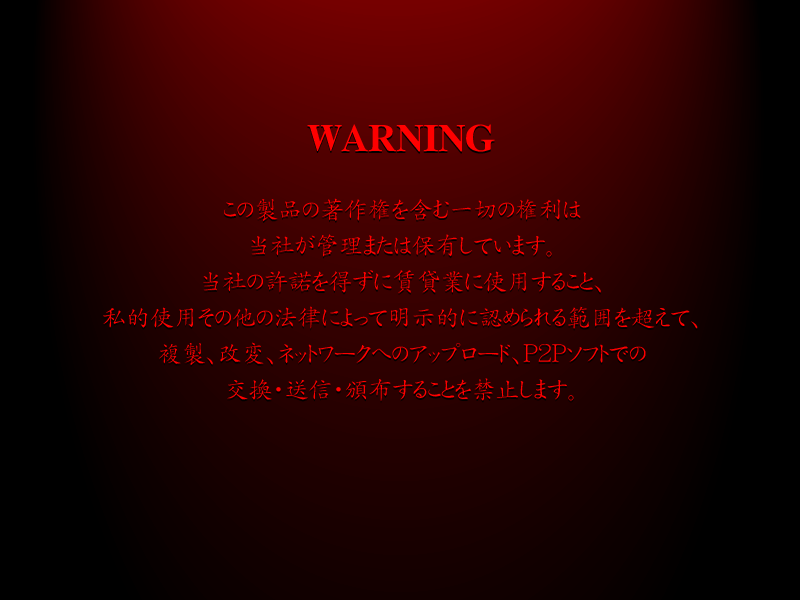 WARNING
この製品の著作権を含む一切の権利は
当社が管理または保有しています。
当社の許諾を得ずに賃貸業に使用すること、
私的使用その他の法律によって明示的に認められる範囲を超えて、
複製、改変、ネットワークへのアップロード、P2Pソフトでの
交換・送信・頒布することを禁止します。